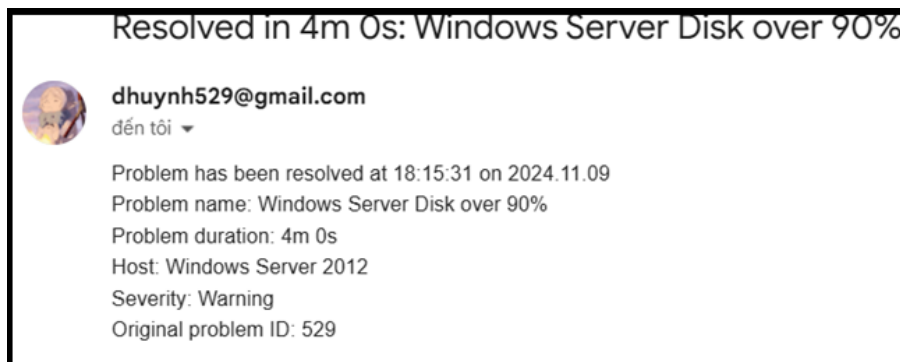 Resolved in 4m 0s: Windows Server Disk over 90%
dhuynh529@gmail.com
đến tôi
Problem has been resolved at 18:15:31 on 2024.11.09
Problem name: Windows Server Disk over 90%
Problem duration: 4m 0s
Host: Windows Server 2012
Severity: Warning
Original problem ID: 529